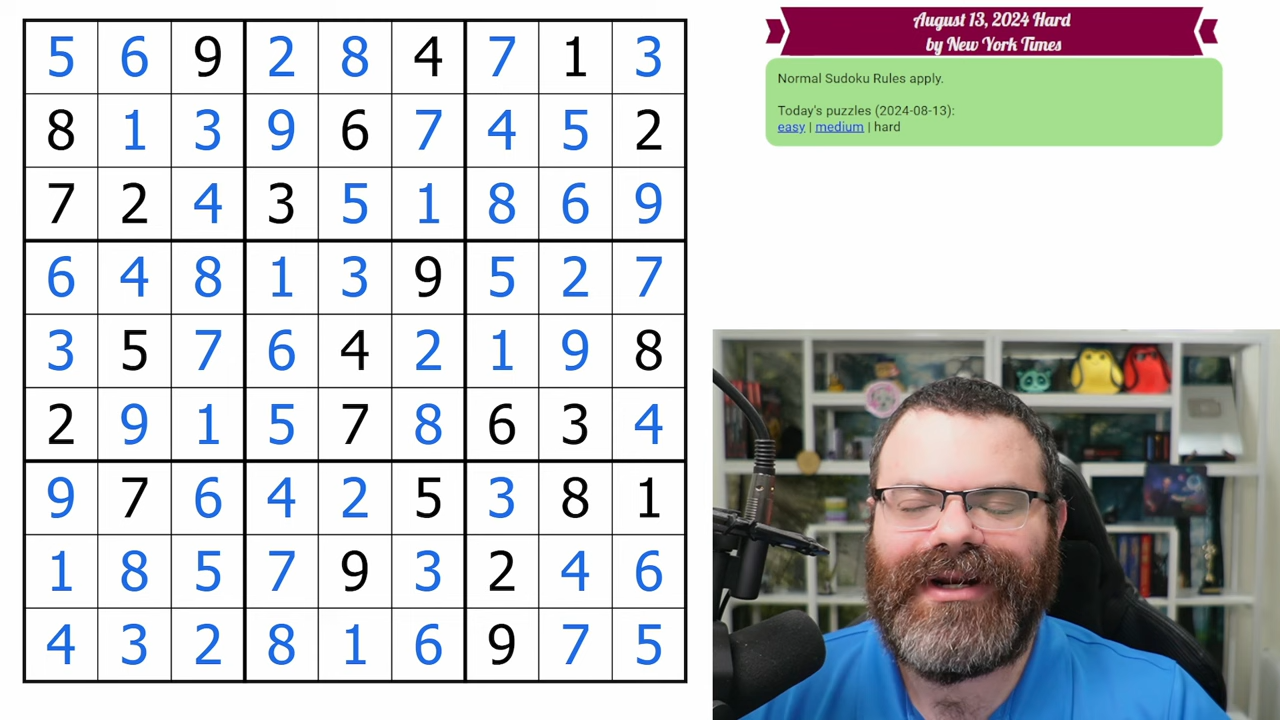 August 13, 2024 Hard
by New York Times
Normal Sudoku Rules apply.
Today's puzzles (2024-08-13):
easy | medium | hard
5 6 9 2 8 4 7 1 3
8 1 3 9 6 7 4 5 2
7 2 4 3 5 1 8 6 9
6 4 8 1 3 9 5 2 7
3 5 7 6 4 2 1 9 8
2 9 1 5 7 8 6 3 4
9 7 6 4 2 5 3 8 1
1 8 5 7 9 3 2 4 6
4 3 2 8 1 6 9 7 5